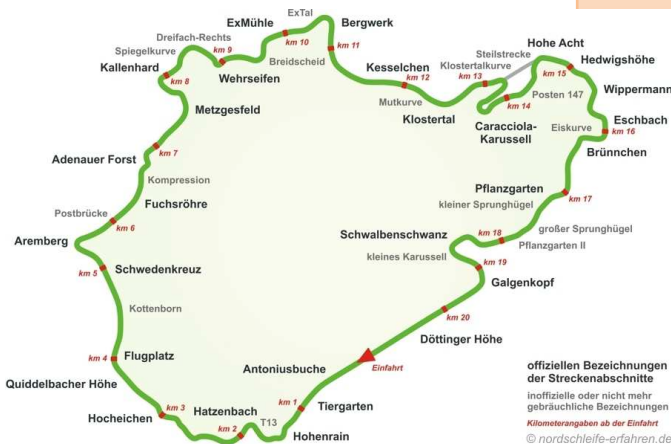 ExTal
ExMühle
Bergwerk
Dreifach-Rechts
km 10
Steilstrecke
Hohe Acht
Spiegelkurve
km 9
Breidscheid
km 11
Klostertalkurve
Hedwigshöhe
Kallenhard
Wehrseifen
Kesselchen
km 13
km 15
km 8
km 12
Wippermann
Mutkurve
Posten 147
Metzgesfeld
km 14
Klostertal
Eschbach
Caracciola-
Karussell
Eiskurve
km 16
km 7
Brünnchen
Adenauer Forst
Kompression
Pflanzgarten
km 17
Fuchsröhre
kleiner Sprunghügel
Postbrücke
km 6
großer Sprunghügel
Schwalbenschwanz
km 18
Aremberg
Pflanzgarten II
kleines Karussell
km 5
Schwedenkreuz
km 19
Galgenkopf
Kottenborn
km 20
Döttinger Höhe
km 4
Flugplatz
Antoniusbuche
Einfahrt
offiziellen Bezeichnungen
der Streckenabschnitte
Quiddelbacher Höhe
inoffizielle oder nicht mehr
gebräuchliche Bezeichnungen
km 3
Hatzenbach
km 1
Tiergarten
Hocheichen
T13
Kilometerangaben ab der Einfahrt
km 2
Hohenrain
© nordschleife-erfahren.de